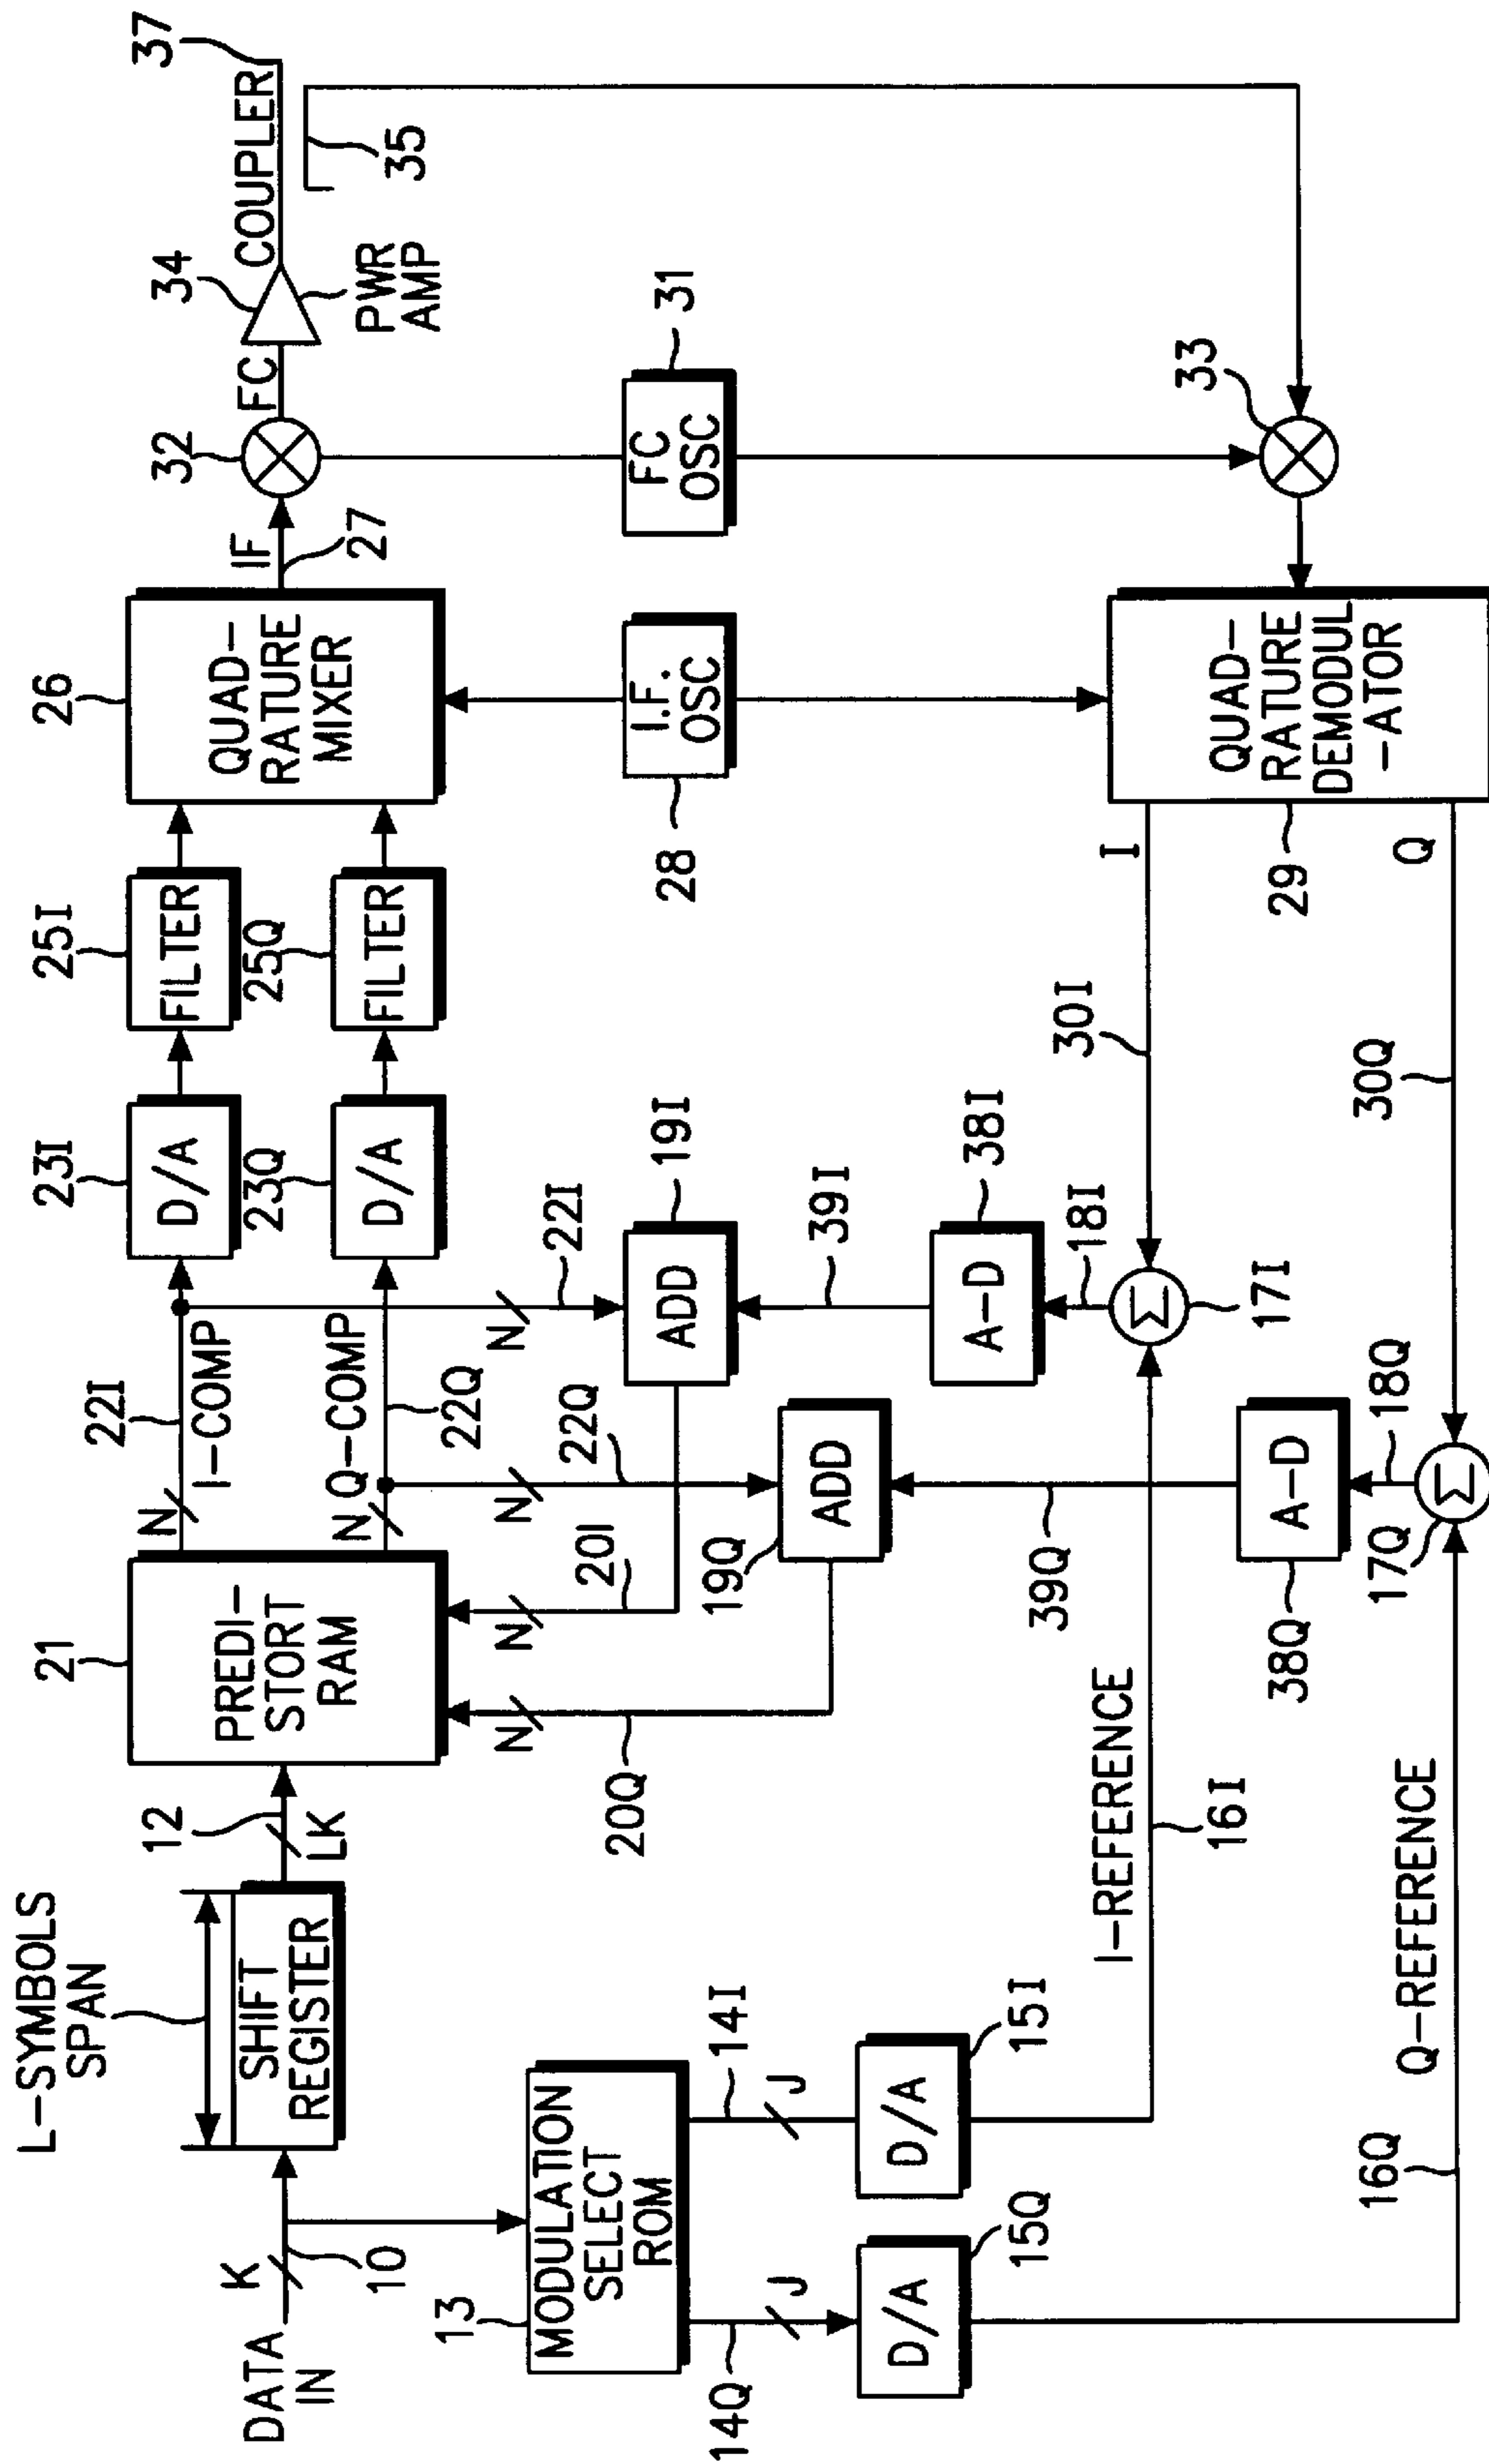 L-SYMBOLS
SPAN
DATA
IN
K
10
SHIFT
REGISTER
12
LK
21
PREDI-
STORT
RAM
N
22I
I-COMP
N
Q-COMP
22Q
23I
D/A
23Q
D/A
25I
FILTER
25Q
FILTER
26
QUAD-
RATURE
MIXER
IF
27
32
FC
34
PWR
AMP
COUPLER
37
35
13
MODULATION
SELECT
ROM
14Q
J
14I
J
D/A
15Q
D/A
15I
N
20Q
N
20I
N
22Q
N
22I
19Q
ADD
ADD
19I
28
I.F.
OSC
FC
OSC
31
39Q
39I
A-D
38I
18I
I-REFERENCE
16I
Σ
17I
30I
I
29
QUAD-
RATURE
DEMODUL
-ATOR
33
Q
30Q
38Q
A-D
18Q
17Q
Σ
Q-REFERENCE
16Q